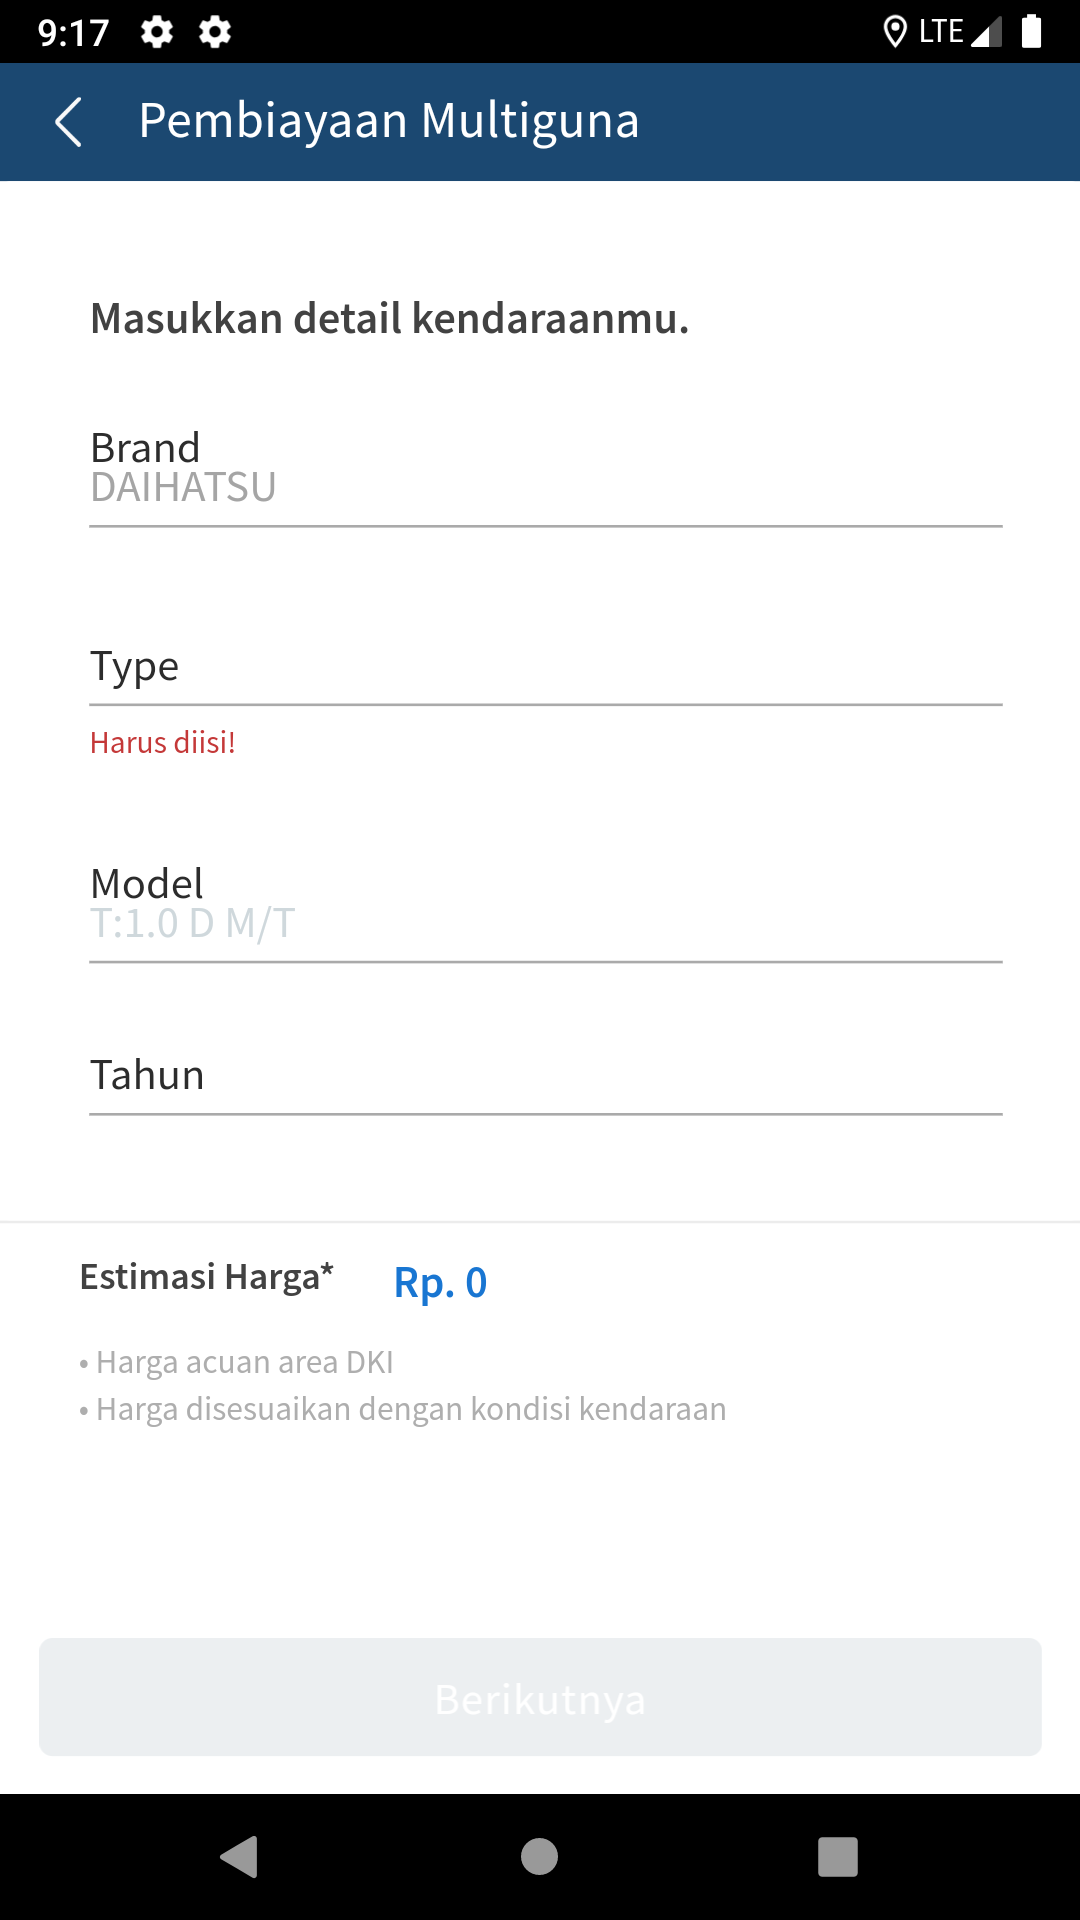 9:17
LTE
Pembiayaan Multiguna
Masukkan detail kendaraanmu.
Brand
DAIHATSU
Type
Harus diisi!
Model
T:1.0 D M/T
Tahun
Estimasi Harga* Rp. 0
• Harga acuan area DKI
• Harga disesuaikan dengan kondisi kendaraan
Berikutnya